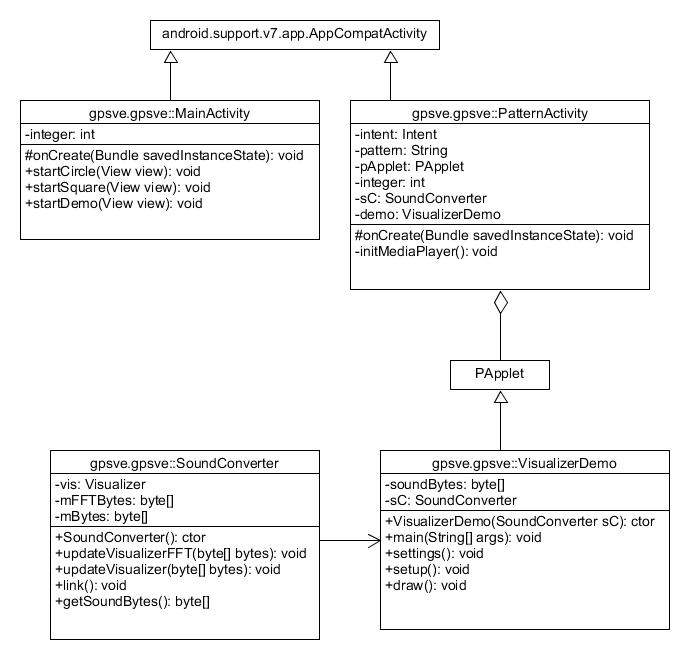 android.support.v7.app.AppCompatActivity
gpsve.gpsve::MainActivity
-integer: int
#onCreate(Bundle savedInstanceState): void
+startCircle(View view): void
+startSquare(View view): void
+startDemo(View view): void
gpsve.gpsve::PatternActivity
-intent: Intent
-pattern: String
-pApplet: PApplet
-integer: int
-sC: SoundConverter
-demo: VisualizerDemo
#onCreate(Bundle savedInstanceState): void
-initMediaPlayer(): void
PApplet
gpsve.gpsve::SoundConverter
-vis: Visualizer
-mFFTBytes: byte[]
-mBytes: byte[]
+SoundConverter(): ctor
+updateVisualizerFFT(byte[] bytes): void
+updateVisualizer(byte[] bytes): void
+link(): void
+getSoundBytes(): byte[]
gpsve.gpsve::VisualizerDemo
-soundBytes: byte[]
-sC: SoundConverter
+VisualizerDemo(SoundConverter sC): ctor
+main(String[] args): void
+settings(): void
+setup(): void
+draw(): void